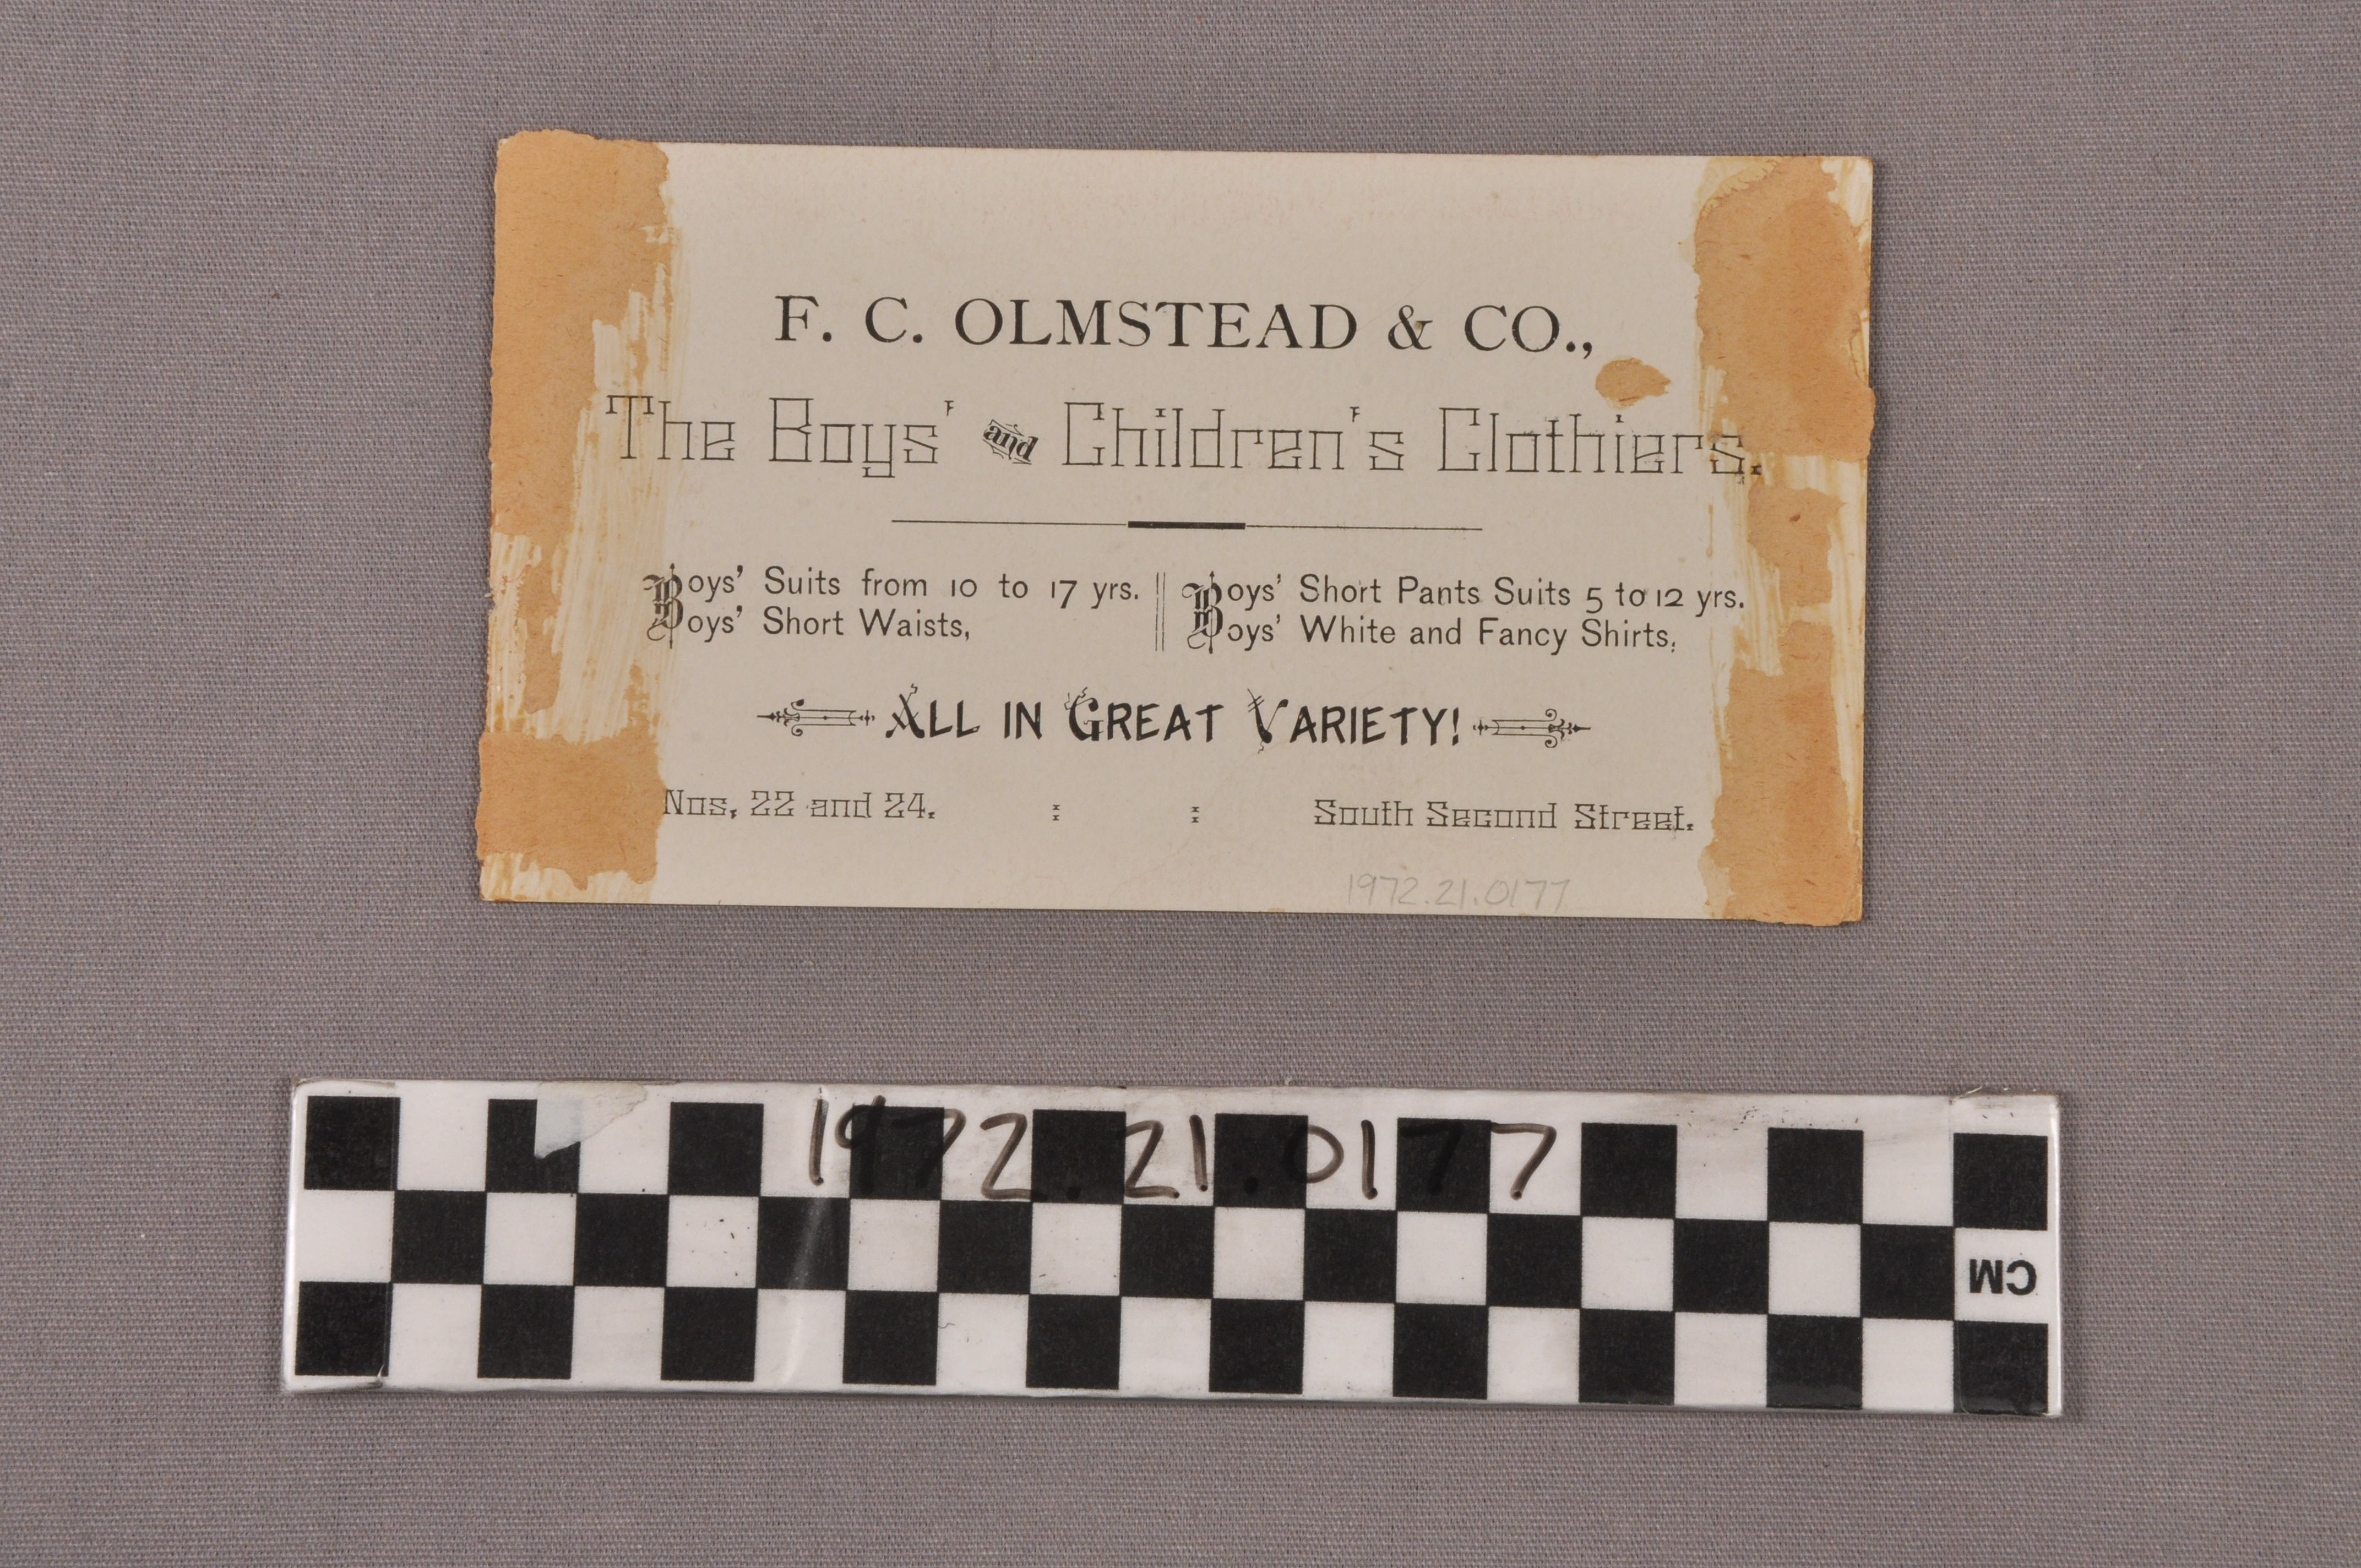 F. C. OLMSTEAD & CO.,
The Boys' and Children's Clothiers.
Boys' Suits from 10 to 17 yrs.
Boys' Short Waists,
Boys' Short Pants Suits 5 to 12 yrs.
Boys' White and Fancy Shirts,
ALL IN GREAT VARIETY!
Nos. 22 and 24. : : South Second Street.
1972.21.0177
1972.21.0177
CM